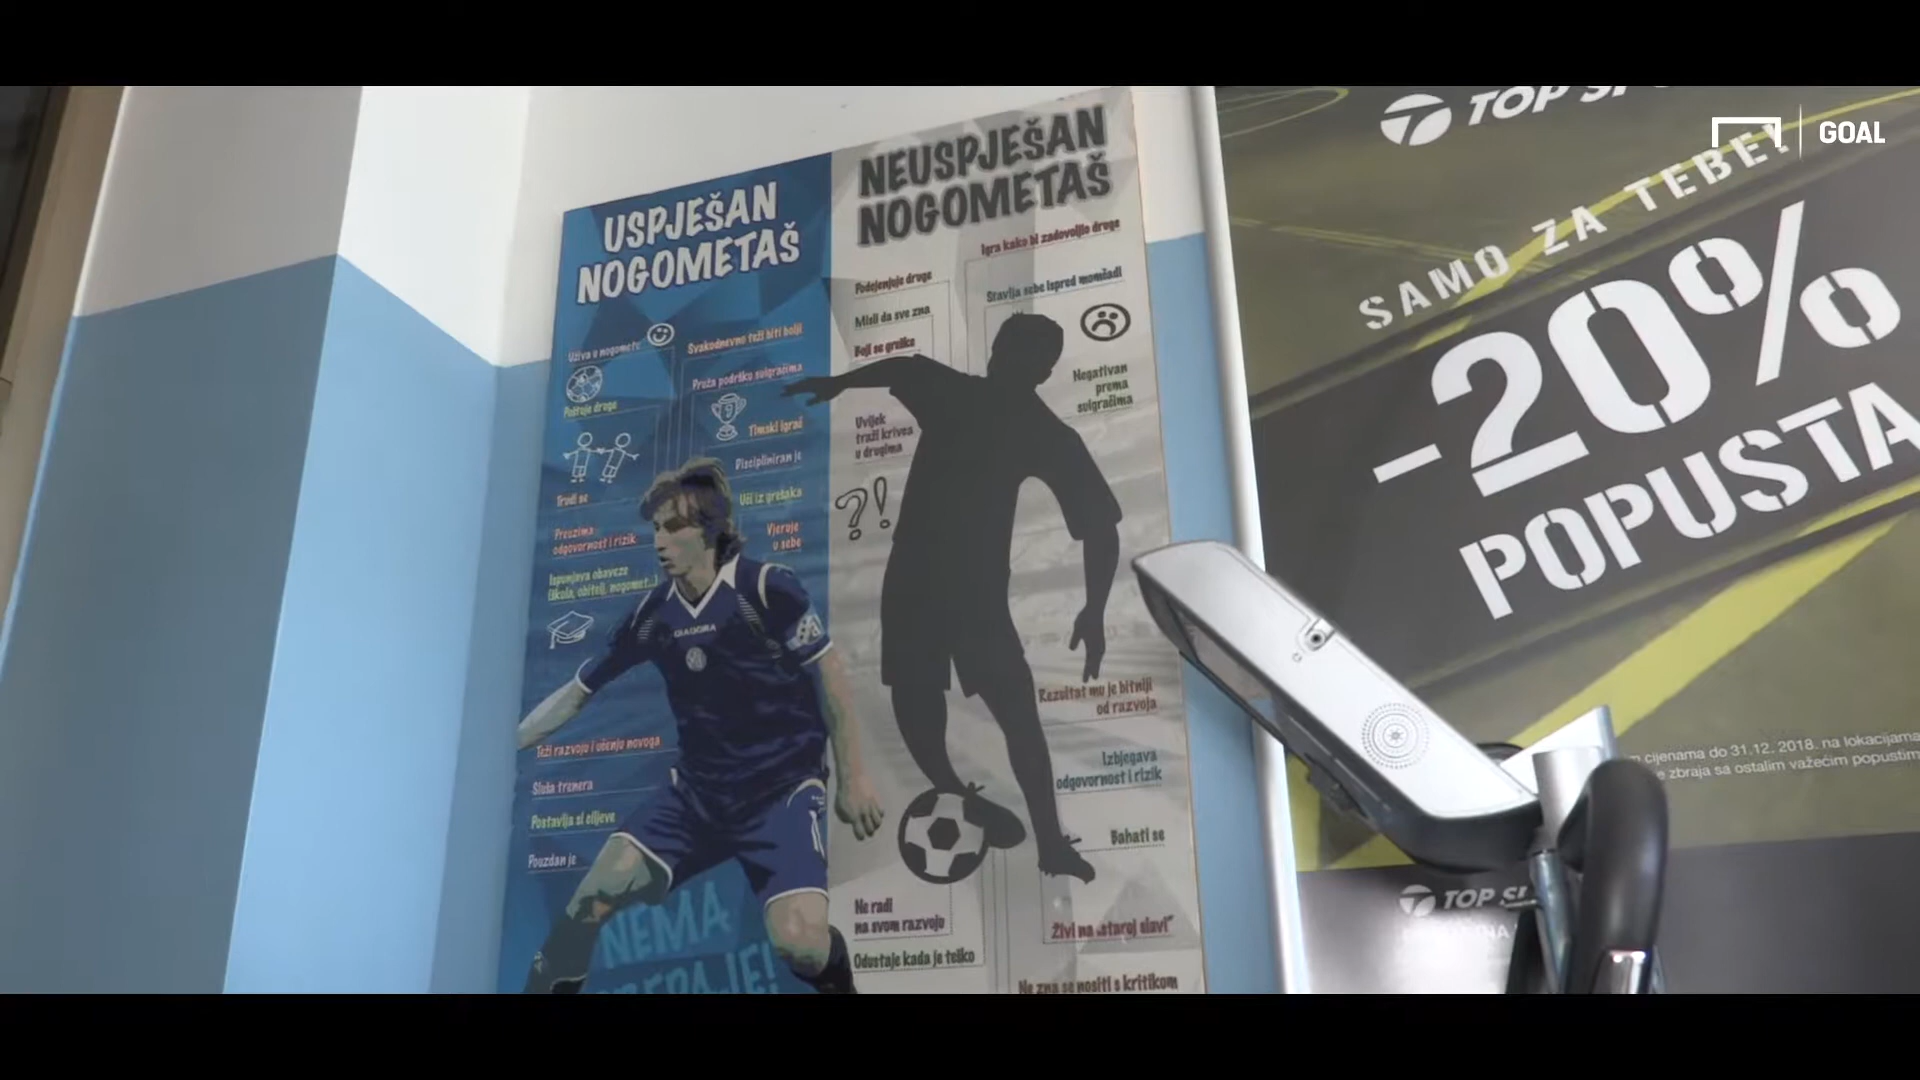 GOAL
USPJEŠAN
NOGOMETAŠ
Uživa u nogometu
Svakodnevno teži biti bolji
Pruža podršku suigračima
Poštuje druge
Timski igrač
Discipliniran je
Trudi se
Uči iz grešaka
Preuzima
odgovornost i rizik
Vjeruje
u sebe
Ispunjava obaveze
(škola, obitelj, nogomet...)
DIADORA
Teži razvoju i učenju novoga
Sluša trenera
Postavlja si ciljeve
Pouzdan je
NEMA
NEUSPJEŠAN
NOGOMETAŠ
Igra kako bi zadovoljio druge
Podcjenjuje druge
Stavlja sebe ispred momčadi
Misli da sve zna
Boji se greške
Negativan
prema
suigračima
Uvijek
traži krivca
u drugima
?!
Rezultat mu je bitniji
od razvoja
Izbjegava
odgovornost i rizik
Bahati se
Ne radi
na svom razvoju
Živi na „staroj slavi"
Odustaje kada je teško
Ne zna se nositi s kritikom
TOP
SAMO ZA TEBE!
-20%
POPUSTA
cijenama do 31.12. 2018. na lokacijama
zbraja sa ostalim važećim popustim
TOP